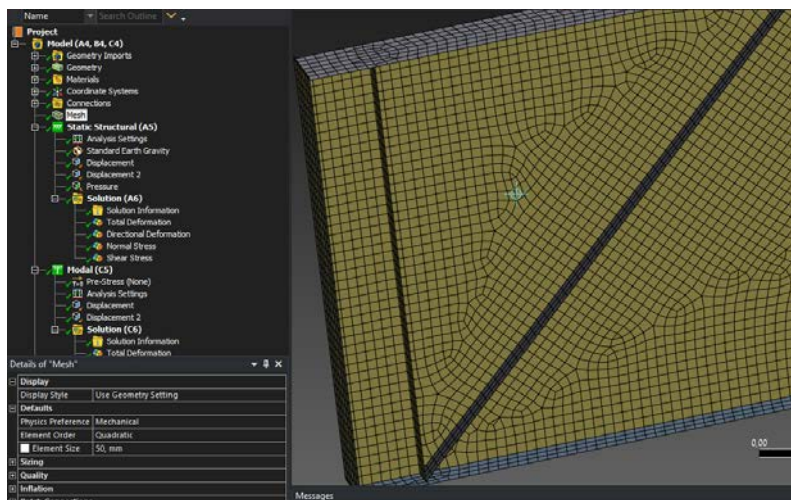 Name
Search Outline
Project
Model (A4, B4, C4)
Geometry Imports
Geometry
Materials
Coordinate Systems
Connections
Mesh
Static Structural (A5)
Analysis Settings
Standard Earth Gravity
Displacement
Displacement 2
Pressure
Solution (A6)
Solution Information
Total Deformation
Directional Deformation
Normal Stress
Shear Stress
Modal (C5)
Pre-Stress (None)
Analysis Settings
Displacement
Displacement 2
Solution (C6)
Solution Information
Total Deformation
Details of "Mesh"
Display
Display Style Use Geometry Setting
Defaults
Physics Preference Mechanical
Element Order Quadratic
Element Size 50, mm
Sizing
Quality
Inflation
0,00
Messages